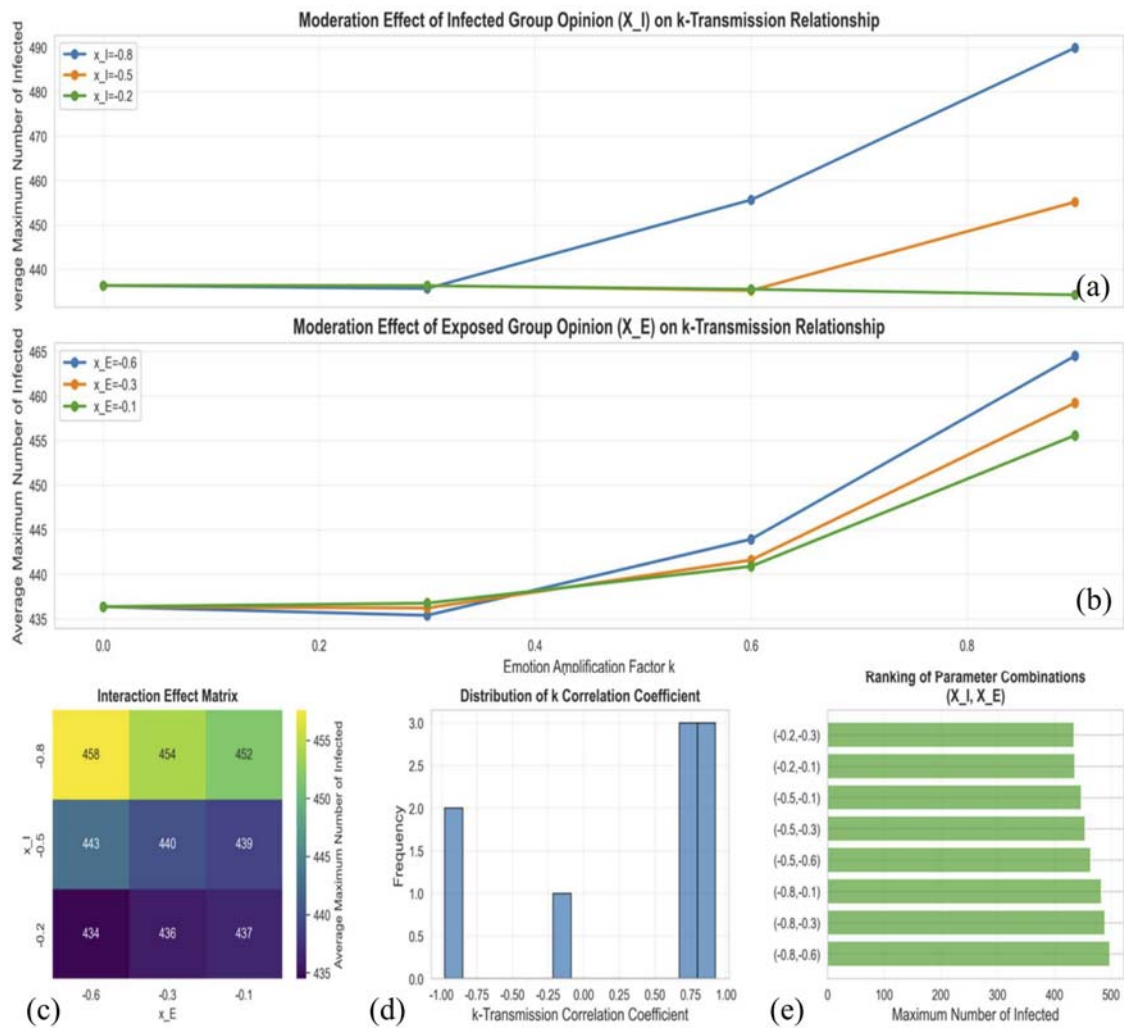 Moderation Effect of Infected Group Opinion (X_I) on k-Transmission Relationship
verage Maximum Number of Infected
490
480
470
460
450
440
x_I=-0.8
x_I=-0.5
x_I=-0.2
(a)
Moderation Effect of Exposed Group Opinion (X_E) on k-Transmission Relationship
Average Maximum Number of Infected
465
460
455
450
445
440
435
x_E=-0.6
x_E=-0.3
x_E=-0.1
(b)
0.0 0.2 0.4 0.6 0.8
Emotion Amplification Factor k
Interaction Effect Matrix
x_I
-0.8
-0.5
-0.2
458 454 452
443 440 439
434 436 437
-0.6 -0.3 -0.1
x_E
455
450
445
440
435
Average Maximum Number of Infected
(c)
Distribution of k Correlation Coefficient
Frequency
3.0
2.5
2.0
1.5
1.0
0.5
0.0
-1.00 -0.75 -0.50 -0.25 0.00 0.25 0.50 0.75 1.00
k-Transmission Correlation Coefficient
(d)
Ranking of Parameter Combinations
(X_I, X_E)
(-0.2,-0.3)
(-0.2,-0.1)
(-0.5,-0.1)
(-0.5,-0.3)
(-0.5,-0.6)
(-0.8,-0.1)
(-0.8,-0.3)
(-0.8,-0.6)
0 100 200 300 400 500
Maximum Number of Infected
(e)